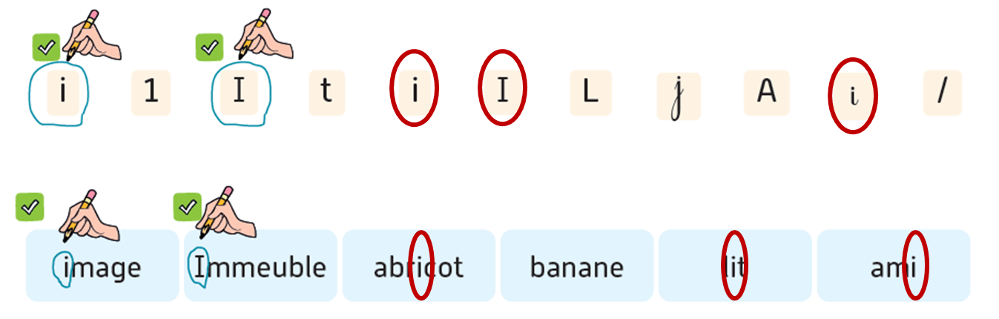 i 1 I t i I L j A i /
image Immeuble abricot banane lit ami